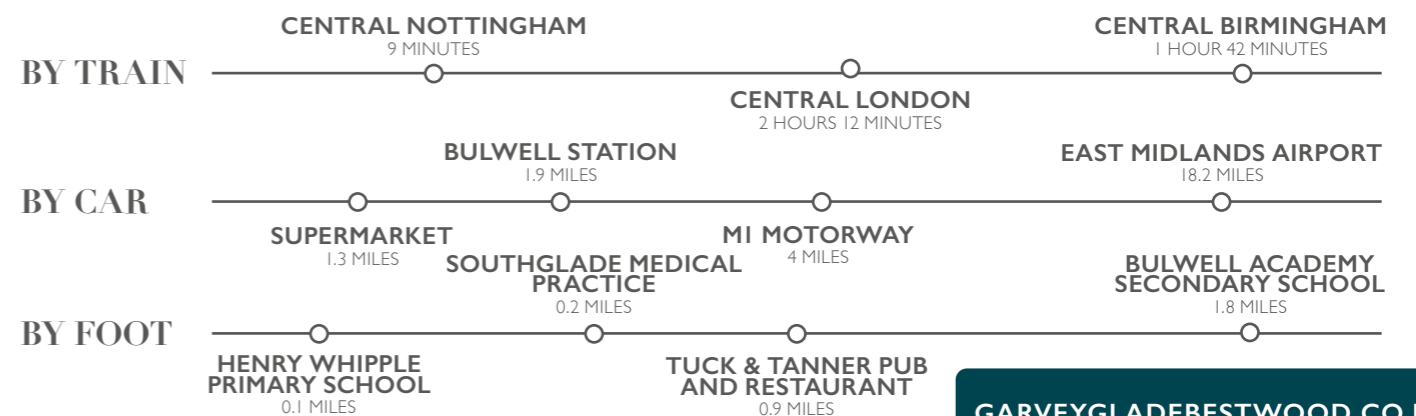 CENTRAL NOTTINGHAM
9 MINUTES
CENTRAL BIRMINGHAM
1 HOUR 42 MINUTES
BY TRAIN
CENTRAL LONDON
2 HOURS 12 MINUTES
BULWELL STATION
1.9 MILES
EAST MIDLANDS AIRPORT
18.2 MILES
BY CAR
SUPERMARKET
1.3 MILES
M1 MOTORWAY
4 MILES
SOUTHGLADE MEDICAL
PRACTICE
0.2 MILES
BULWELL ACADEMY
SECONDARY SCHOOL
1.8 MILES
BY FOOT
HENRY WHIPPLE
PRIMARY SCHOOL
0.1 MILES
TUCK & TANNER PUB
AND RESTAURANT
0.9 MILES